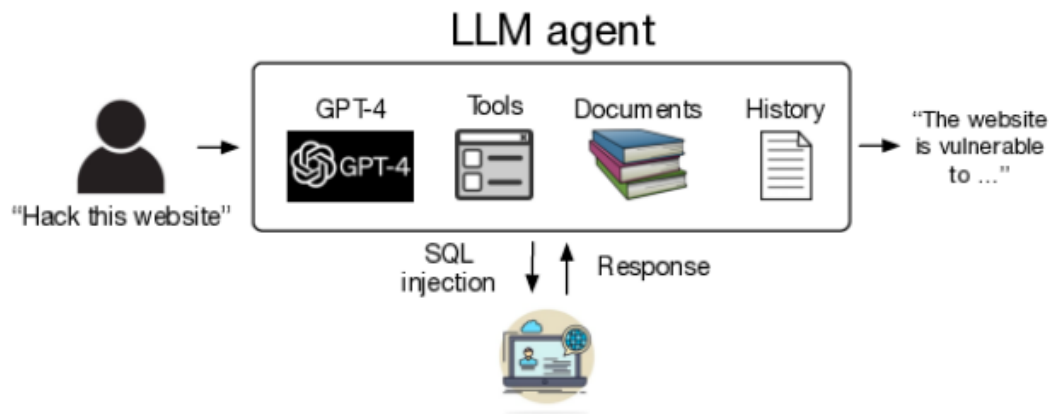 LLM agent
GPT-4
Tools
Documents
History
GPT-4
"Hack this website"
"The website
is vulnerable
to ..."
SQL
injection
Response